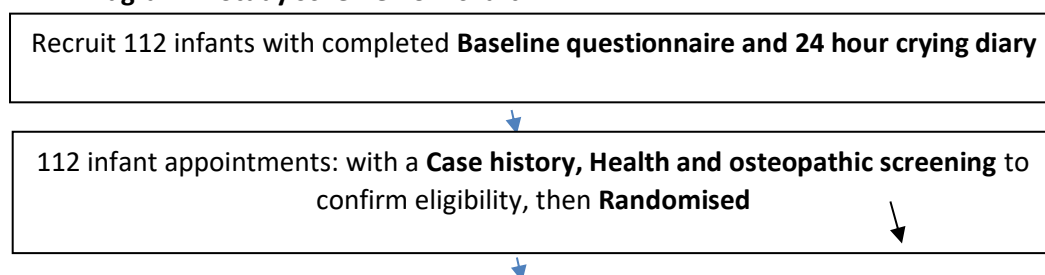 Recruit 112 infants with completed Baseline questionnaire and 24 hour crying diary
112 infant appointments: with a Case history, Health and osteopathic screening to
confirm eligibility, then Randomised